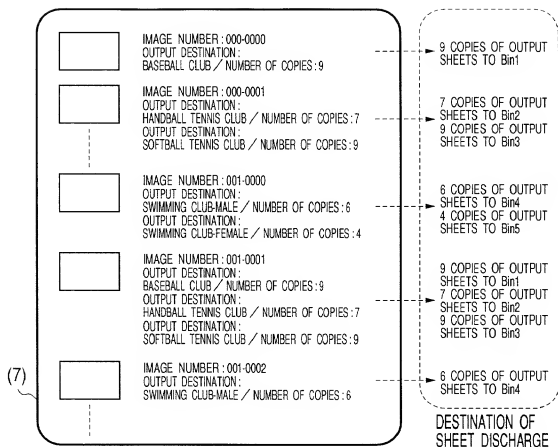 IMAGE NUMBER : 000-0000
OUTPUT DESTINATION :
BASEBALL CLUB / NUMBER OF COPIES : 9
9 COPIES OF OUTPUT
SHEETS TO Bin1
IMAGE NUMBER : 000-0001
OUTPUT DESTINATION :
HANDBALL TENNIS CLUB / NUMBER OF COPIES : 7
OUTPUT DESTINATION :
SOFTBALL TENNIS CLUB / NUMBER OF COPIES : 9
7 COPIES OF OUTPUT
SHEETS TO Bin2
9 COPIES OF OUTPUT
SHEETS TO Bin3
IMAGE NUMBER : 001-0000
OUTPUT DESTINATION :
SWIMMING CLUB-MALE / NUMBER OF COPIES : 6
OUTPUT DESTINATION :
SWIMMING CLUB-FEMALE / NUMBER OF COPIES : 4
6 COPIES OF OUTPUT
SHEETS TO Bin4
4 COPIES OF OUTPUT
SHEETS TO Bin5
IMAGE NUMBER : 001-0001
OUTPUT DESTINATION :
BASEBALL CLUB / NUMBER OF COPIES : 9
OUTPUT DESTINATION :
HANDBALL TENNIS CLUB / NUMBER OF COPIES : 7
OUTPUT DESTINATION :
SOFTBALL TENNIS CLUB / NUMBER OF COPIES : 9
9 COPIES OF OUTPUT
SHEETS TO Bin1
7 COPIES OF OUTPUT
SHEETS TO Bin2
9 COPIES OF OUTPUT
SHEETS TO Bin3
IMAGE NUMBER : 001-0002
OUTPUT DESTINATION :
SWIMMING CLUB-MALE / NUMBER OF COPIES : 6
6 COPIES OF OUTPUT
SHEETS TO Bin4
(7)
DESTINATION OF
SHEET DISCHARGE